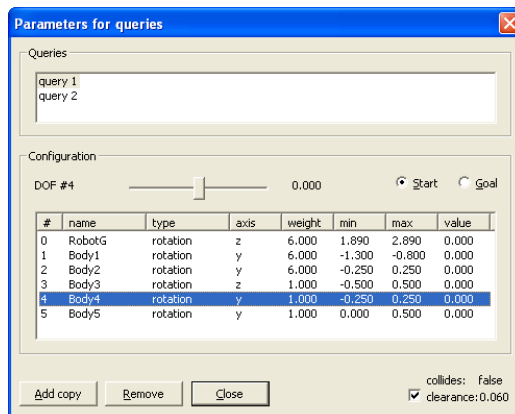 Parameters for queries
Queries
query 1
query 2
Configuration
DOF #4 0.000 Start Goal
# name type axis weight min max value
0 RobotG rotation z 6.000 1.890 2.890 0.000
1 Body1 rotation y 6.000 -1.300 -0.800 0.000
2 Body2 rotation y 6.000 -0.250 0.250 0.000
3 Body3 rotation z 1.000 -0.500 0.500 0.000
4 Body4 rotation y 1.000 -0.250 0.250 0.000
5 Body5 rotation y 1.000 0.000 0.500 0.000
collides: false
Add copy Remove Close clearance:0.060